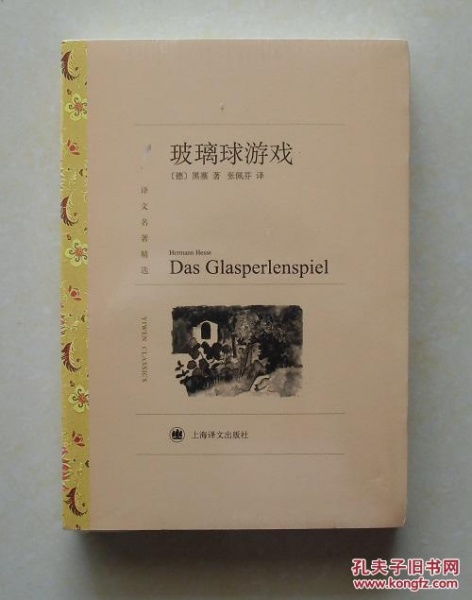 玻璃球游戏
〔德〕黑塞 著 张佩芬 译
译文名著精选
Hermann Hesse
Das Glasperlenspiel
YIWEN CLASSICS
上海译文出版社
孔夫子旧书网
www.kongfz.com